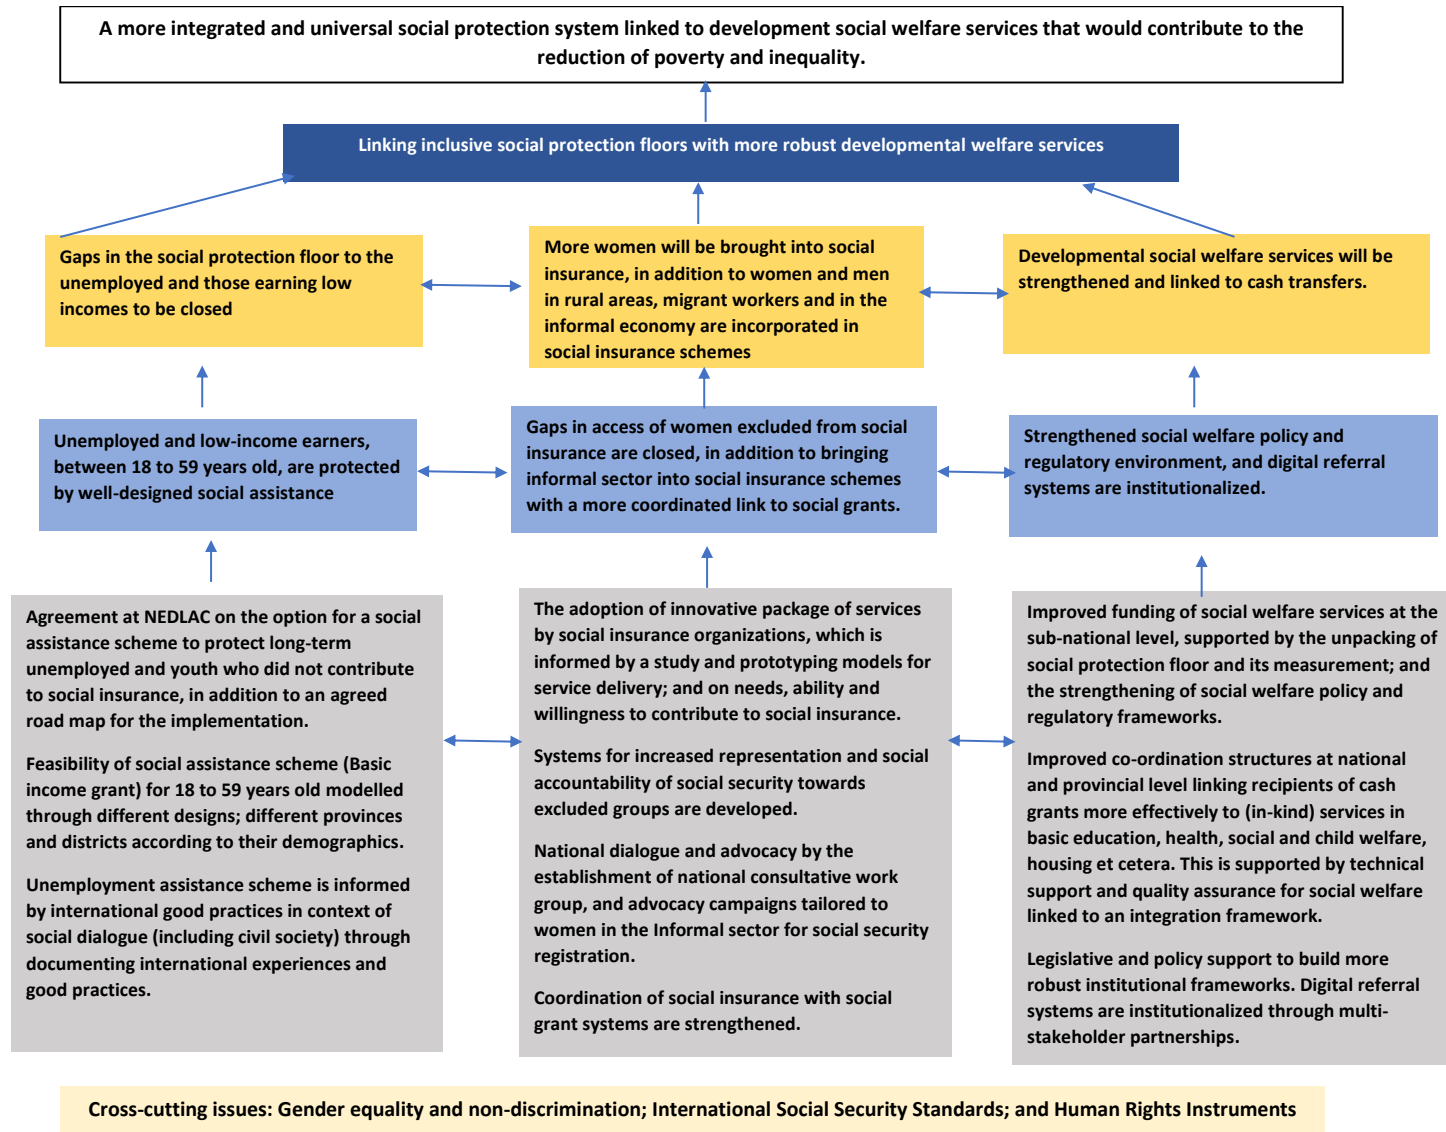 A more integrated and universal social protection system linked to development social welfare services that would contribute to the
reduction of poverty and inequality.
Linking inclusive social protection floors with more robust developmental welfare services
Gaps in the social protection floor to the
unemployed and those earning low
incomes to be closed
More women will be brought into social
insurance, in addition to women and men
in rural areas, migrant workers and in the
informal economy are incorporated in
social insurance schemes
Developmental social welfare services will be
strengthened and linked to cash transfers.
Unemployed and low-income earners,
between 18 to 59 years old, are protected
by well-designed social assistance
Gaps in access of women excluded from social
insurance are closed, in addition to bringing
informal sector into social insurance schemes
with a more coordinated link to social grants.
Strengthened social welfare policy and
regulatory environment, and digital referral
systems are institutionalized.
Agreement at NEDLAC on the option for a social
assistance scheme to protect long-term
unemployed and youth who did not contribute
to social insurance, in addition to an agreed
road map for the implementation.
Feasibility of social assistance scheme (Basic
income grant) for 18 to 59 years old modelled
through different designs; different provinces
and districts according to their demographics.
Unemployment assistance scheme is informed
by international good practices in context of
social dialogue (including civil society) through
documenting international experiences and
good practices.
The adoption of innovative package of services
by social insurance organizations, which is
informed by a study and prototyping models for
service delivery; and on needs, ability and
willingness to contribute to social insurance.
Systems for increased representation and social
accountability of social security towards
excluded groups are developed.
National dialogue and advocacy by the
establishment of national consultative work
group, and advocacy campaigns tailored to
women in the Informal sector for social security
registration.
Coordination of social insurance with social
grant systems are strengthened.
Improved funding of social welfare services at the
sub-national level, supported by the unpacking of
social protection floor and its measurement; and
the strengthening of social welfare policy and
regulatory frameworks.
Improved co-ordination structures at national
and provincial level linking recipients of cash
grants more effectively to (in-kind) services in
basic education, health, social and child welfare,
housing et cetera. This is supported by technical
support and quality assurance for social welfare
linked to an integration framework.
Legislative and policy support to build more
robust institutional frameworks. Digital referral
systems are institutionalized through multi-
stakeholder partnerships.
Cross-cutting issues: Gender equality and non-discrimination; International Social Security Standards; and Human Rights Instruments